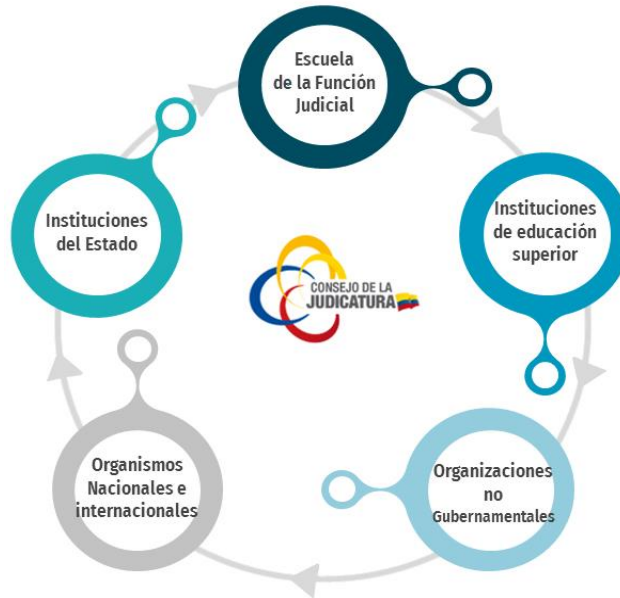 Escuela
de la Función
Judicial
Instituciones
del Estado
Instituciones
de educación
superior
CONSEJO DE LA
JUDICATURA
Organismos
Nacionales e
internacionales
Organizaciones
no
Gubernamentales